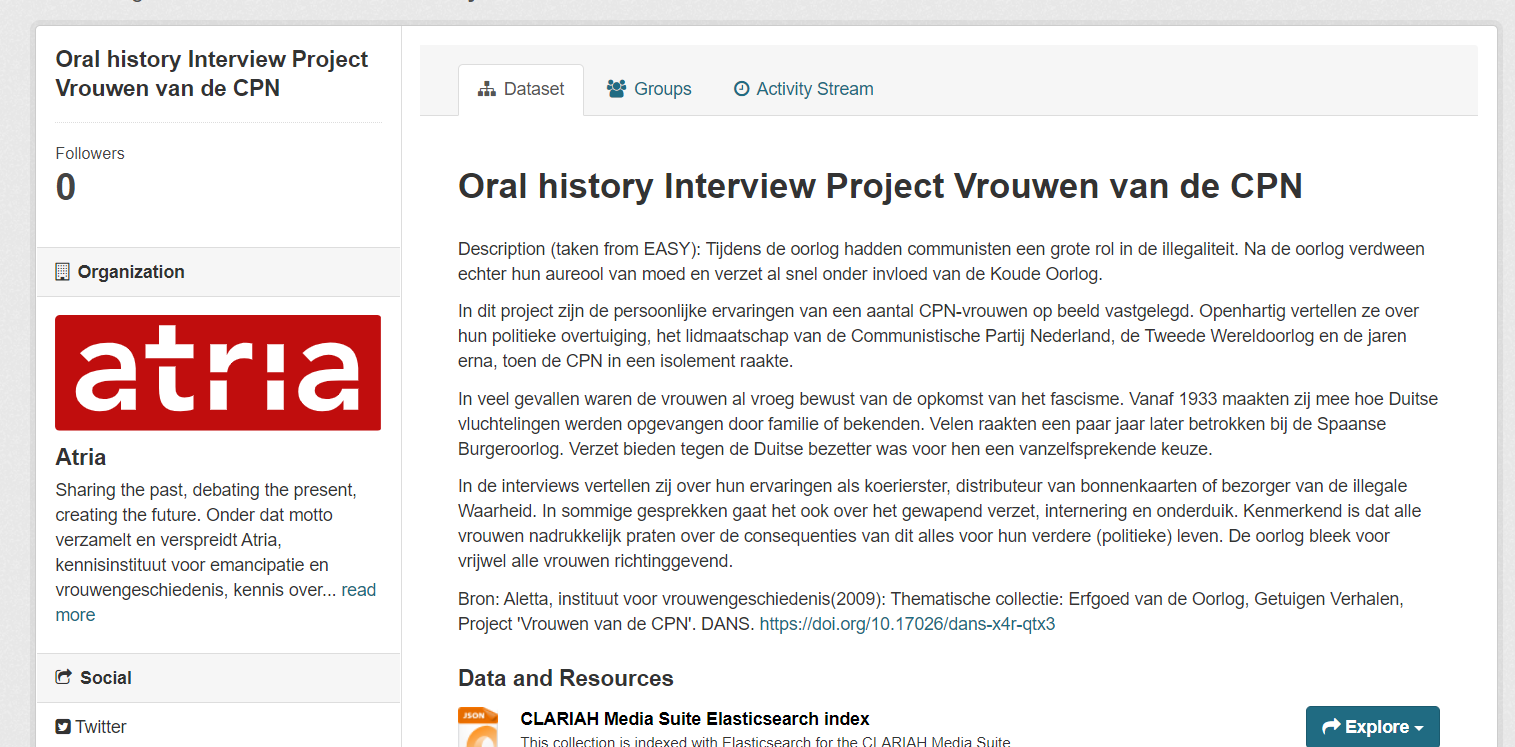 Oral history Interview Project
Vrouwen van de CPN
Followers
0
Organization
atria
Atria
Sharing the past, debating the present,
creating the future. Onder dat motto
verzamelt en verspreidt Atria,
kennisinstituut voor emancipatie en
vrouwengeschiedenis, kennis over... read
more
Social
Twitter
Dataset
Groups
Activity Stream
Oral history Interview Project Vrouwen van de CPN
Description (taken from EASY): Tijdens de oorlog hadden communisten een grote rol in de illegaliteit. Na de oorlog verdween
echter hun aureool van moed en verzet al snel onder invloed van de Koude Oorlog.
In dit project zijn de persoonlijke ervaringen van een aantal CPN-vrouwen op beeld vastgelegd. Openhartig vertellen ze over
hun politieke overtuiging, het lidmaatschap van de Communistische Partij Nederland, de Tweede Wereldoorlog en de jaren
erna, toen de CPN in een isolement raakte.
In veel gevallen waren de vrouwen al vroeg bewust van de opkomst van het fascisme. Vanaf 1933 maakten zij mee hoe Duitse
vluchtelingen werden opgevangen door familie of bekenden. Velen raakten een paar jaar later betrokken bij de Spaanse
Burgeroorlog. Verzet bieden tegen de Duitse bezetter was voor hen een vanzelfsprekende keuze.
In de interviews vertellen zij over hun ervaringen als koerierster, distributeur van bonnenkaarten of bezorger van de illegale
Waarheid. In sommige gesprekken gaat het ook over het gewapend verzet, internering en onderduik. Kenmerkend is dat alle
vrouwen nadrukkelijk praten over de consequenties van dit alles voor hun verdere (politieke) leven. De oorlog bleek voor
vrijwel alle vrouwen richtinggevend.
Bron: Aletta, instituut voor vrouwengeschiedenis(2009): Thematische collectie: Erfgoed van de Oorlog, Getuigen Verhalen,
Project 'Vrouwen van de CPN'. DANS. https://doi.org/10.17026/dans-x4r-qtx3
Data and Resources
JSON
CLARIAH Media Suite Elasticsearch index
This collection is indexed with Elasticsearch for the CLARIAH Media Suite
Explore